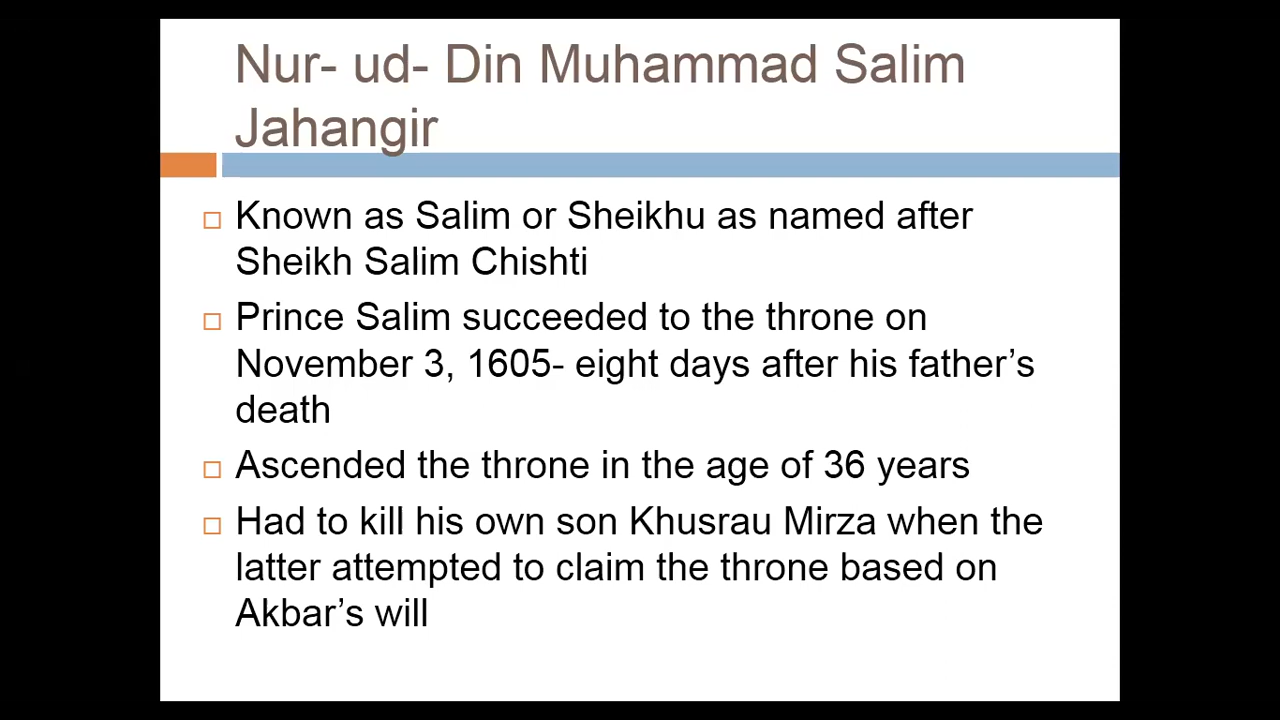 Nur- ud- Din Muhammad Salim
Jahangir
Known as Salim or Sheikhu as named after
Sheikh Salim Chishti
Prince Salim succeeded to the throne on
November 3, 1605- eight days after his father’s
death
Ascended the throne in the age of 36 years
Had to kill his own son Khusrau Mirza when the
latter attempted to claim the throne based on
Akbar’s will